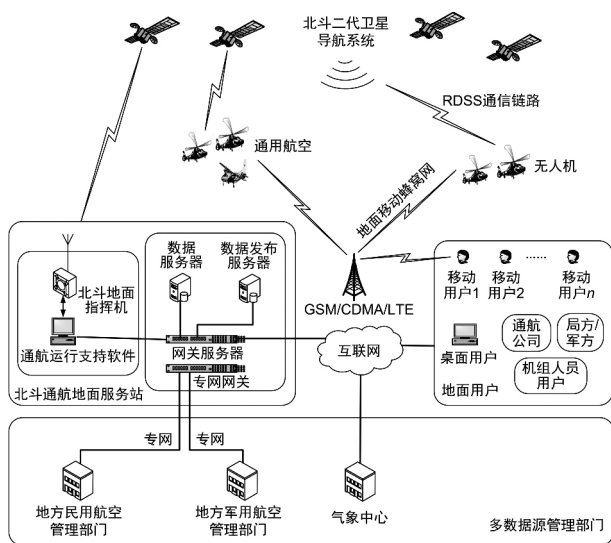 北斗二代卫星
导航系统
RDSS通信链路
通用航空
无人机
地面移动蜂窝网
数据
服务器
数据发布
服务器
北斗地面
指挥机
GSM/CDMA/LTE
移动
用户1
移动
用户2
……
移动
用户n
通航运行支持软件
网关服务器
专网网关
互联网
桌面用户
通航
公司
局方/
军方
机组人员
用户
地面用户
北斗通航地面服务站
专网
专网
地方民用航空
管理部门
地方军用航空
管理部门
气象中心
多数据源管理部门